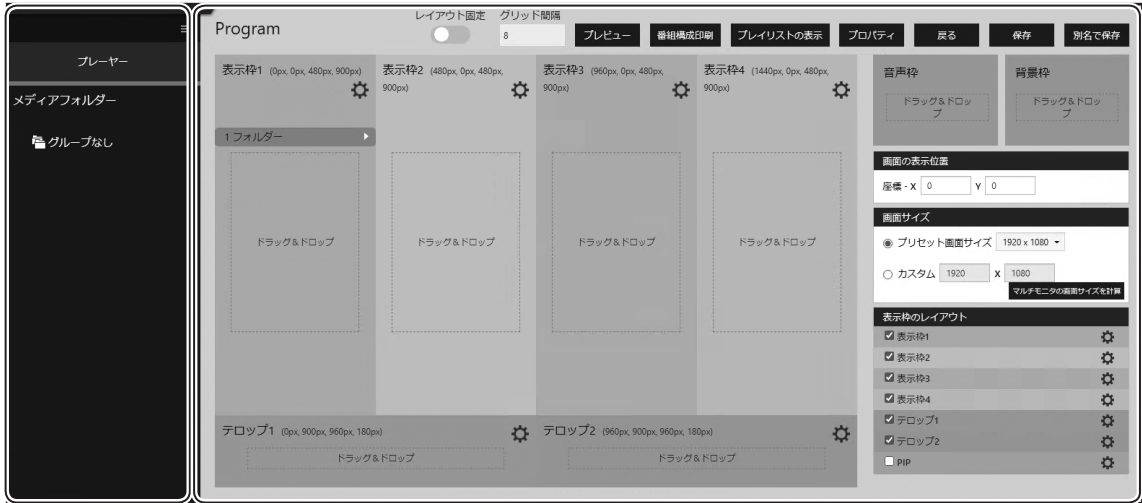 プレーヤー
メディアフォルダー
グループなし
Program
レイアウト固定
グリッド間隔
8
プレビュー
番組構成印刷
プレイリストの表示
プロパティ
戻る
保存
別名で保存
表示枠1 (0px, 0px, 480px, 900px)
1 フォルダー
ドラッグ&ドロップ
表示枠2 (480px, 0px, 480px,
900px)
ドラッグ&ドロップ
表示枠3 (960px, 0px, 480px,
900px)
ドラッグ&ドロップ
表示枠4 (1440px, 0px, 480px,
900px)
ドラッグ&ドロップ
テロップ1 (0px, 900px, 960px, 180px)
ドラッグ&ドロップ
テロップ2 (960px, 900px, 960px, 180px)
ドラッグ&ドロップ
音声枠
ドラッグ&ドロッ
プ
背景枠
ドラッグ&ドロッ
プ
画面の表示位置
座標 - X 0 Y 0
画面サイズ
プリセット画面サイズ 1920 x 1080
カスタム 1920 X 1080
マルチモニタの画面サイズを計算
表示枠のレイアウト
表示枠1
表示枠2
表示枠3
表示枠4
テロップ1
テロップ2
PIP